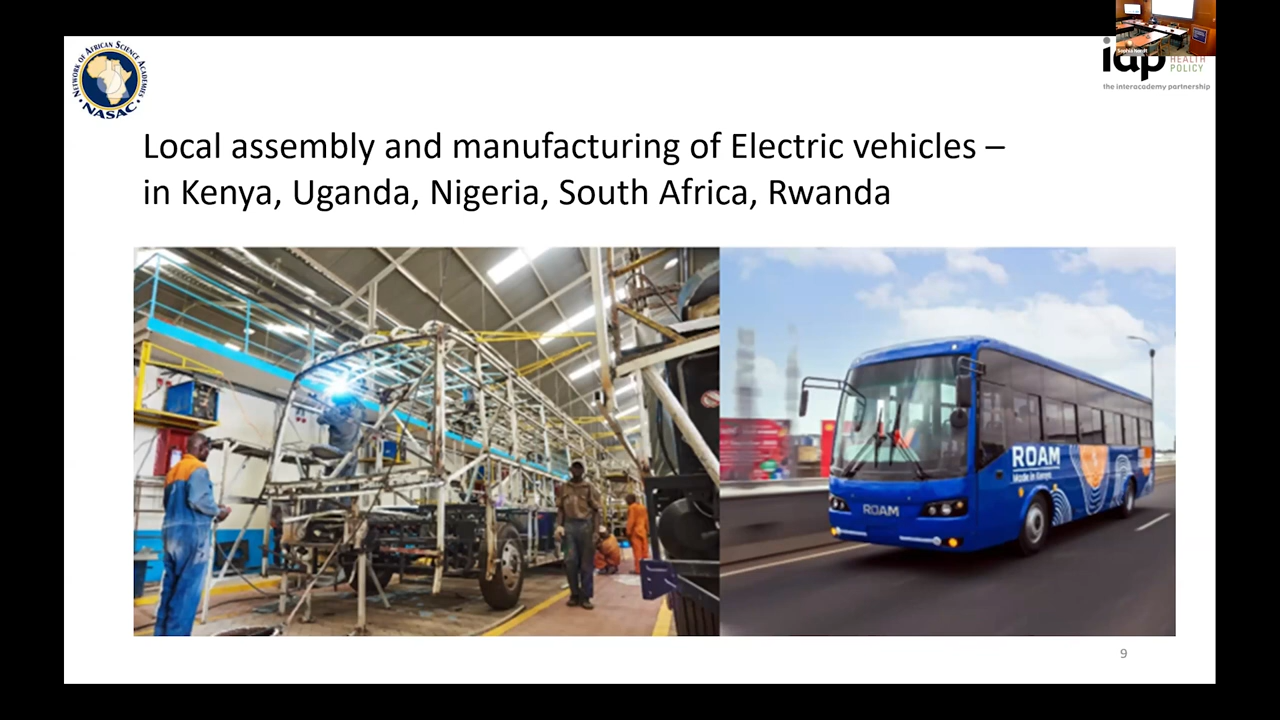 NETWORK OF AFRICAN SCIENCE ACADEMIES
NASAC
iap
HEALTH
POLICY
the interacademy partnership
Local assembly and manufacturing of Electric vehicles –
in Kenya, Uganda, Nigeria, South Africa, Rwanda
ROAM
Made in Kenya
ROAM
9